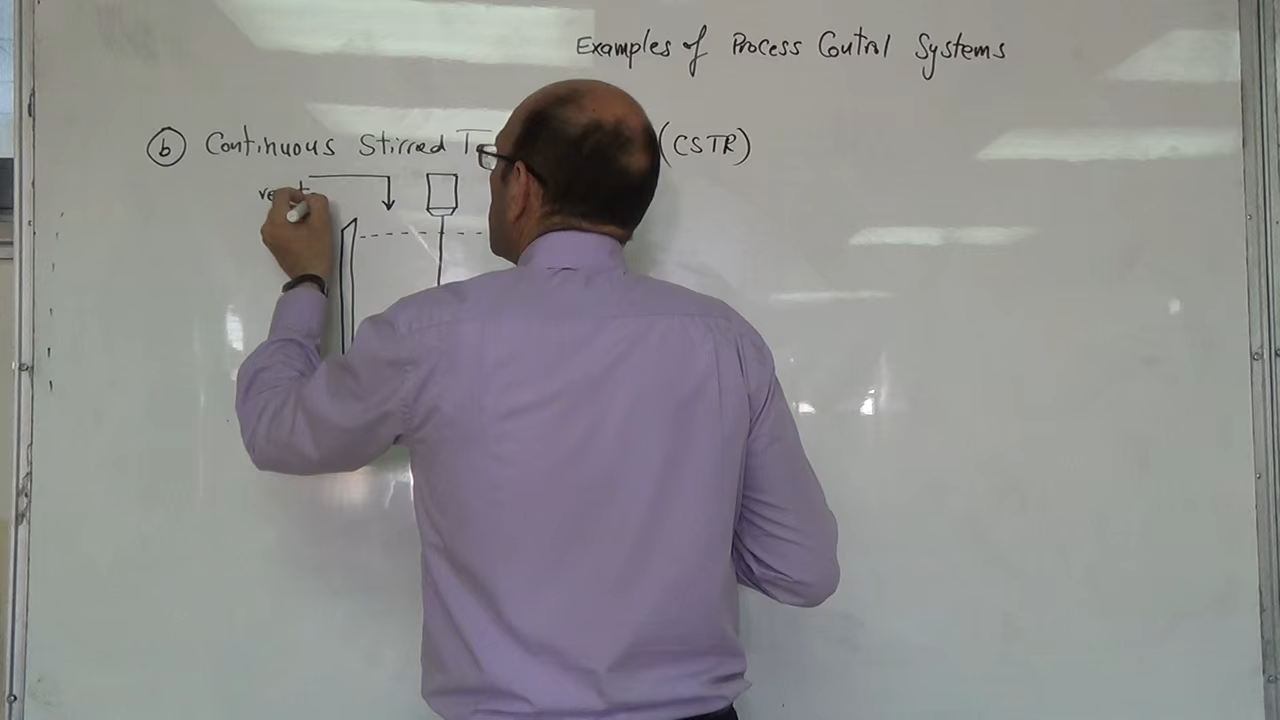 Examples of Process Control Systems
(b) Continuous Stirred (CSTR)